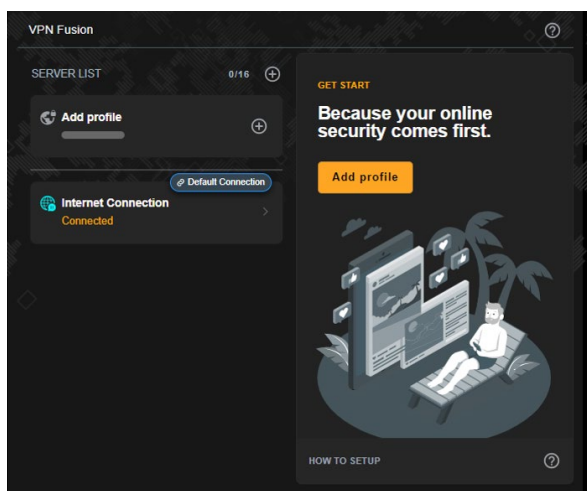 VPN Fusion
SERVER LIST
0/16
Add profile
Default Connection
Internet Connection
Connected
GET START
Because your online
security comes first.
Add profile
HOW TO SETUP